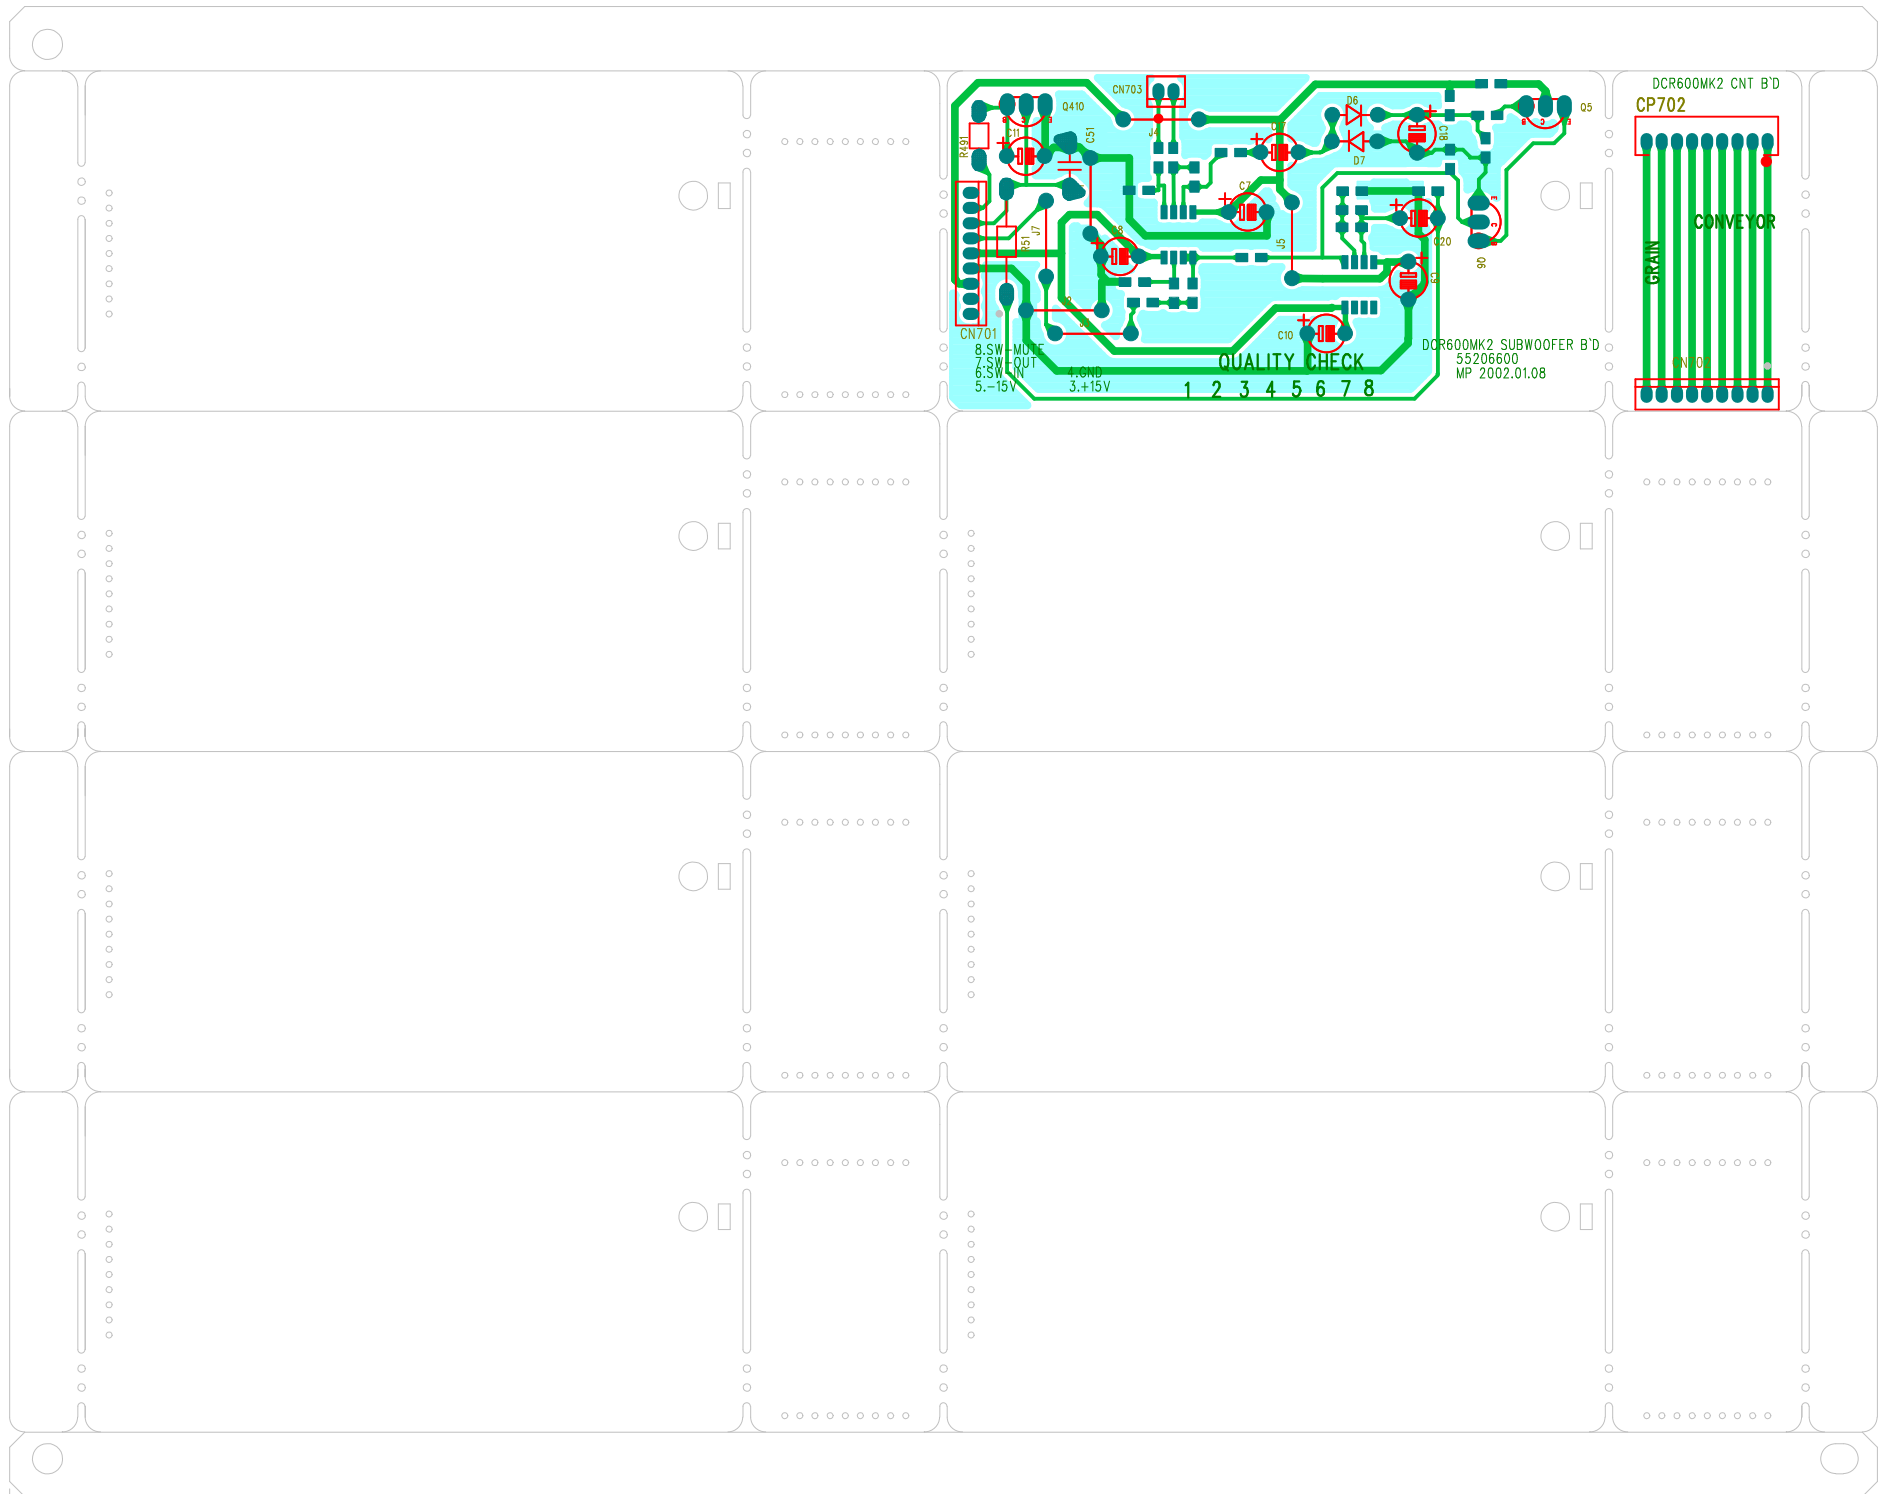 DCR600MK2 CNT B'D
CN703
D6
CP702
Q410
Q5
J4
C11
C51
C18
R491
D7
C7
J7
R51
J5
C20
CONVEYOR
GRAIN
C9
CN701
C10
8.SW-MUTE
7.SW-OUT
6.SW-IN
5.-15V
4.GND
3.+15V
QUALITY CHECK
1 2 3 4 5 6 7 8
DCR600MK2 SUBWOOFER B'D
55206600
MP 2002.01.08